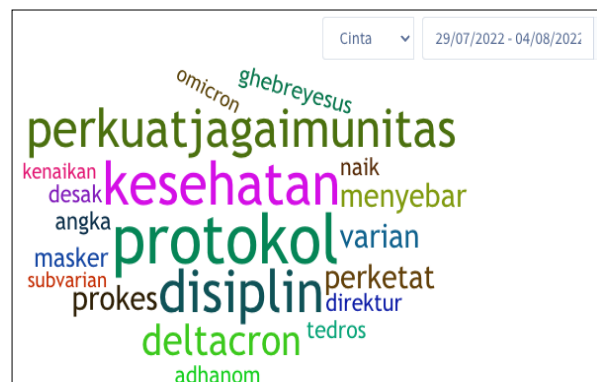 Cinta 29/07/2022 - 04/08/2022
omicron ghebreyesus
perkuatjagaimunitas
kenaikan kesehatan naik
desak menyebar
angka protokol varian
masker
subvarian disiplin perketat
prokes direktur
deltacron tedros
adhanom